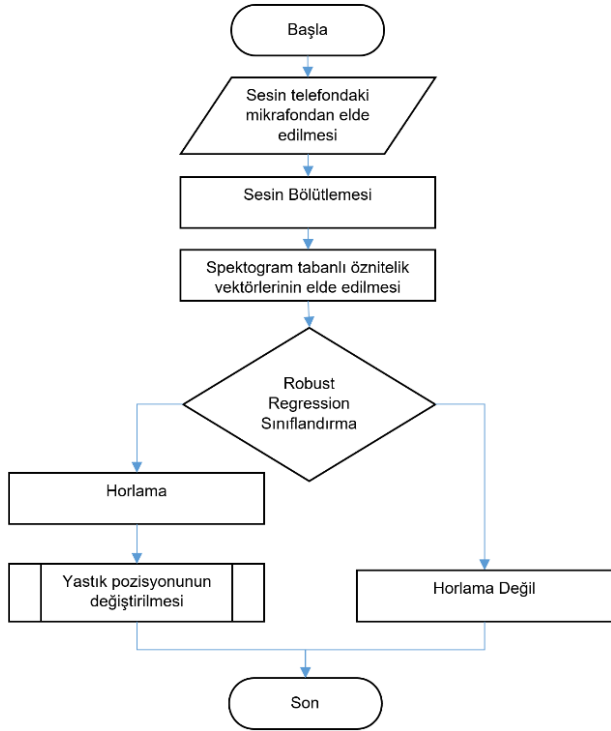 Başla
Sesin telefondaki
mikrafondan elde
edilmesi
Sesin Bölütlemesi
Spektogram tabanlı öznitelik
vektörlerinin elde edilmesi
Robust
Regression
Sınıflandırma
Horlama
Yastık pozisyonunun
değiştirilmesi
Horlama Değil
Son